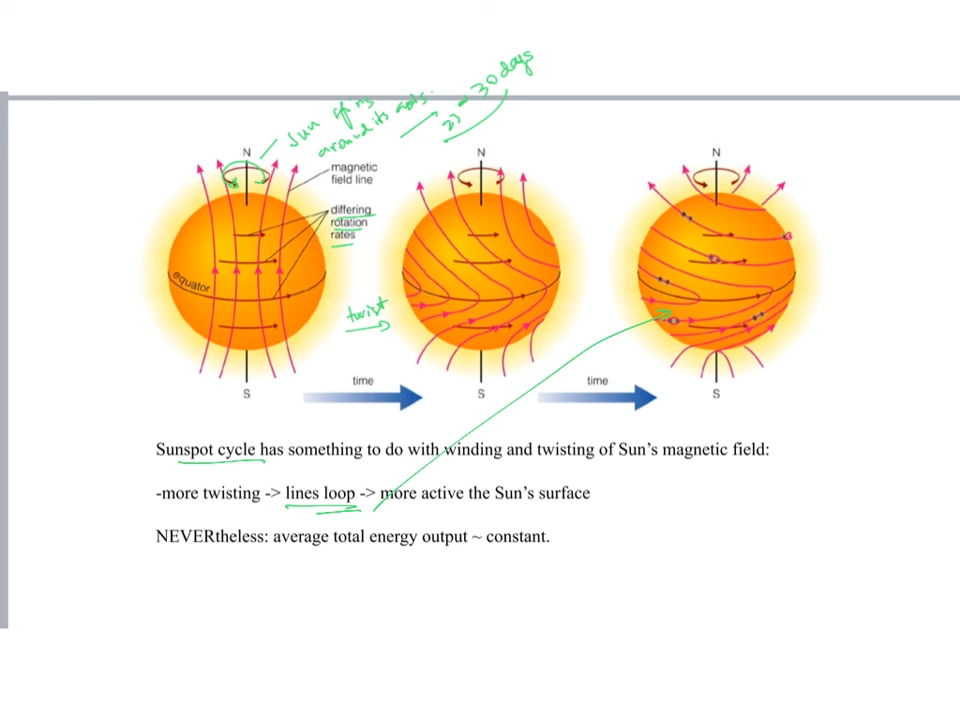 Sun spins
around its axis.
23 - 30 days
N
N
N
magnetic
field line
differing
rotation
rates
equator
twist
time
time
S
S
S
Sunspot cycle has something to do with winding and twisting of Sun’s magnetic field:
-more twisting -> lines loop -> more active the Sun’s surface
NEVERtheless: average total energy output ~ constant.